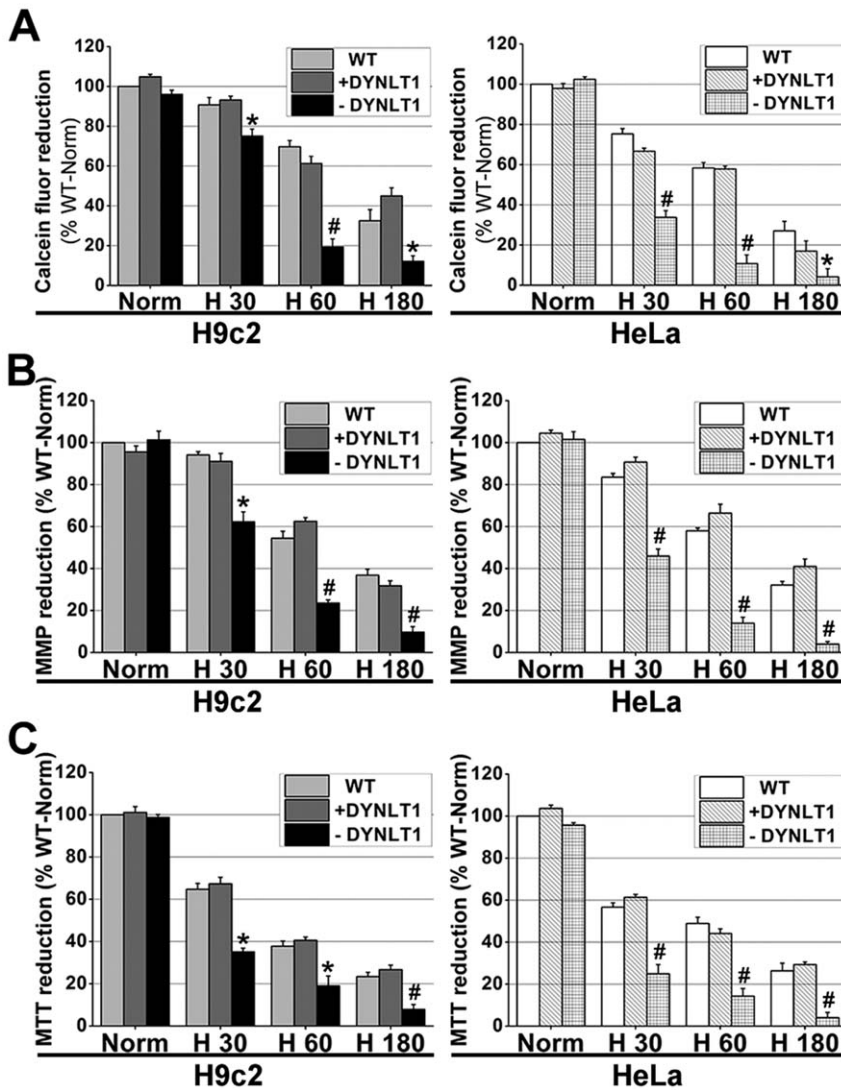 A
Calcein fluor reduction
(% WT-Norm)
120
100
80
60
40
20
0
WT
+DYNLT1
- DYNLT1
*
#
*
Norm H 30 H 60 H 180
H9c2
Calcein fluor reduction
(% WT-Norm)
120
100
80
60
40
20
0
WT
+DYNLT1
- DYNLT1
#
#
*
Norm H 30 H 60 H 180
HeLa
B
MMP reduction (% WT-Norm)
120
100
80
60
40
20
0
WT
+DYNLT1
- DYNLT1
*
#
#
Norm H 30 H 60 H 180
H9c2
MMP reduction (% WT-Norm)
120
100
80
60
40
20
0
WT
+DYNLT1
- DYNLT1
#
#
#
Norm H 30 H 60 H 180
HeLa
C
MTT reduction (% WT-Norm)
120
100
80
60
40
20
0
WT
+DYNLT1
- DYNLT1
*
*
#
Norm H 30 H 60 H 180
H9c2
MTT reduction (% WT-Norm)
120
100
80
60
40
20
0
WT
+DYNLT1
- DYNLT1
#
#
#
Norm H 30 H 60 H 180
HeLa